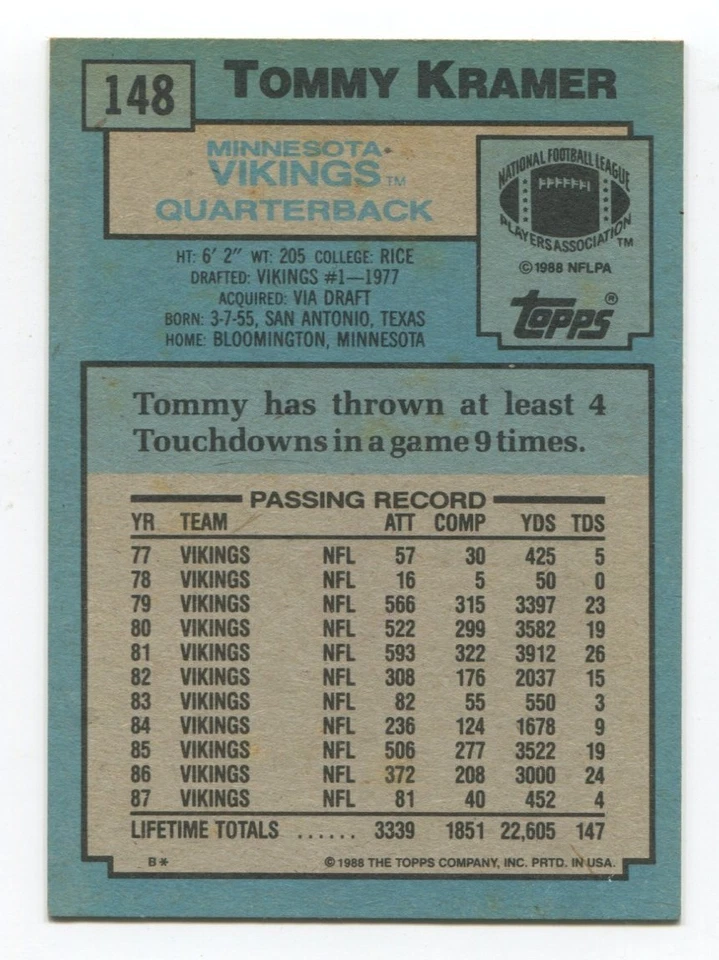 148
TOMMY KRAMER
MINNESOTA
VIKINGS™
QUARTERBACK
NATIONAL FOOTBALL LEAGUE
PLAYERS ASSOCIATION™
© 1988 NFLPA
Topps®
HT: 6' 2" WT: 205 COLLEGE: RICE
DRAFTED: VIKINGS #1—1977
ACQUIRED: VIA DRAFT
BORN: 3-7-55, SAN ANTONIO, TEXAS
HOME: BLOOMINGTON, MINNESOTA
Tommy has thrown at least 4
Touchdowns in a game 9 times.
PASSING RECORD
YR TEAM ATT COMP YDS TDS
77 VIKINGS NFL 57 30 425 5
78 VIKINGS NFL 16 5 50 0
79 VIKINGS NFL 566 315 3397 23
80 VIKINGS NFL 522 299 3582 19
81 VIKINGS NFL 593 322 3912 26
82 VIKINGS NFL 308 176 2037 15
83 VIKINGS NFL 82 55 550 3
84 VIKINGS NFL 236 124 1678 9
85 VIKINGS NFL 506 277 3522 19
86 VIKINGS NFL 372 208 3000 24
87 VIKINGS NFL 81 40 452 4
LIFETIME TOTALS ...... 3339 1851 22,605 147
B* © 1988 THE TOPPS COMPANY, INC. PRTD. IN USA.